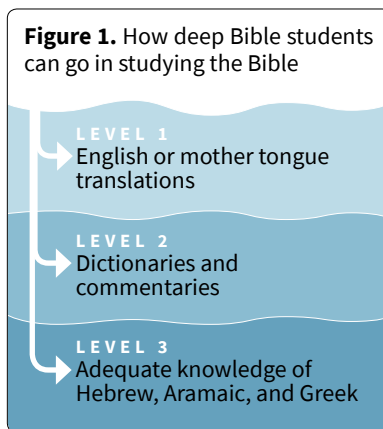 Figure 1. How deep Bible students
can go in studying the Bible
LEVEL 1
English or mother tongue
translations
LEVEL 2
Dictionaries and
commentaries
LEVEL 3
Adequate knowledge of
Hebrew, Aramaic, and Greek